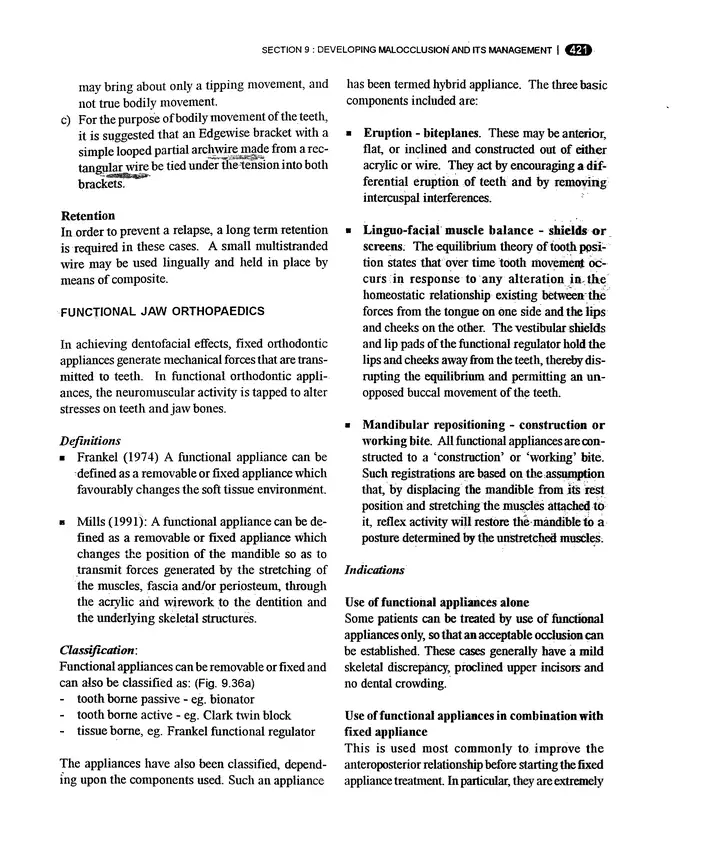 SECTION 9 : DEVELOPING MALOCCLUSION AND ITS MANAGEMENT | 421
may bring about only a tipping movement, and
not true bodily movement.
c) For the purpose of bodily movement of the teeth,
it is suggested that an Edgewise bracket with a
simple looped partial archwire made from a rec-
tangular wire be tied under the tension into both
brackets.
Retention
In order to prevent a relapse, a long term retention
is required in these cases. A small multistranded
wire may be used lingually and held in place by
means of composite.
FUNCTIONAL JAW ORTHOPAEDICS
In achieving dentofacial effects, fixed orthodontic
appliances generate mechanical forces that are trans-
mitted to teeth. In functional orthodontic appli-
ances, the neuromuscular activity is tapped to alter
stresses on teeth and jaw bones.
Definitions
■ Frankel (1974) A functional appliance can be
defined as a removable or fixed appliance which
favourably changes the soft tissue environment.
■ Mills (1991): A functional appliance can be de-
fined as a removable or fixed appliance which
changes the position of the mandible so as to
transmit forces generated by the stretching of
the muscles, fascia and/or periosteum, through
the acrylic and wirework to the dentition and
the underlying skeletal structures.
Classification:
Functional appliances can be removable or fixed and
can also be classified as: (Fig. 9.36a)
- tooth borne passive - eg. bionator
- tooth borne active - eg. Clark twin block
- tissue borne, eg. Frankel functional regulator
The appliances have also been classified, depend-
ing upon the components used. Such an appliance
has been termed hybrid appliance. The three basic
components included are:
■ Eruption - biteplanes. These may be anterior,
flat, or inclined and constructed out of either
acrylic or wire. They act by encouraging a dif-
ferential eruption of teeth and by removing
intercuspal interferences.
■ Linguo-facial muscle balance - shields or
screens. The equilibrium theory of tooth posi-
tion states that over time tooth movement oc-
curs in response to any alteration in the
homeostatic relationship existing between the
forces from the tongue on one side and the lips
and cheeks on the other. The vestibular shields
and lip pads of the functional regulator hold the
lips and cheeks away from the teeth, thereby dis-
rupting the equilibrium and permitting an un-
opposed buccal movement of the teeth.
■ Mandibular repositioning - construction or
working bite. All functional appliances are con-
structed to a ‘construction’ or ‘working’ bite.
Such registrations are based on the assumption
that, by displacing the mandible from its rest
position and stretching the muscles attached to
it, reflex activity will restore the mandible to a
posture determined by the unstretched muscles.
Indications
Use of functional appliances alone
Some patients can be treated by use of functional
appliances only, so that an acceptable occlusion can
be established. These cases generally have a mild
skeletal discrepancy, proclined upper incisors and
no dental crowding.
Use of functional appliances in combination with
fixed appliance
This is used most commonly to improve the
anteroposterior relationship before starting the fixed
appliance treatment. In particular, they are extremely